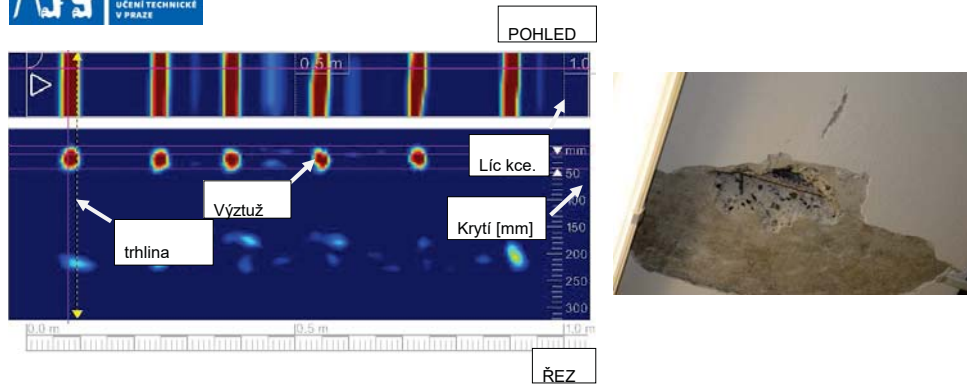 UČENÍ TECHNICKÉ
V PRAZE
POHLED
0.5 m
1.0
Líc kce.
mm
50
Výztuž
100
Krytí [mm]
trhlina
150
200
250
300
0.0 m
0.5 m
1.0 m
ŘEZ